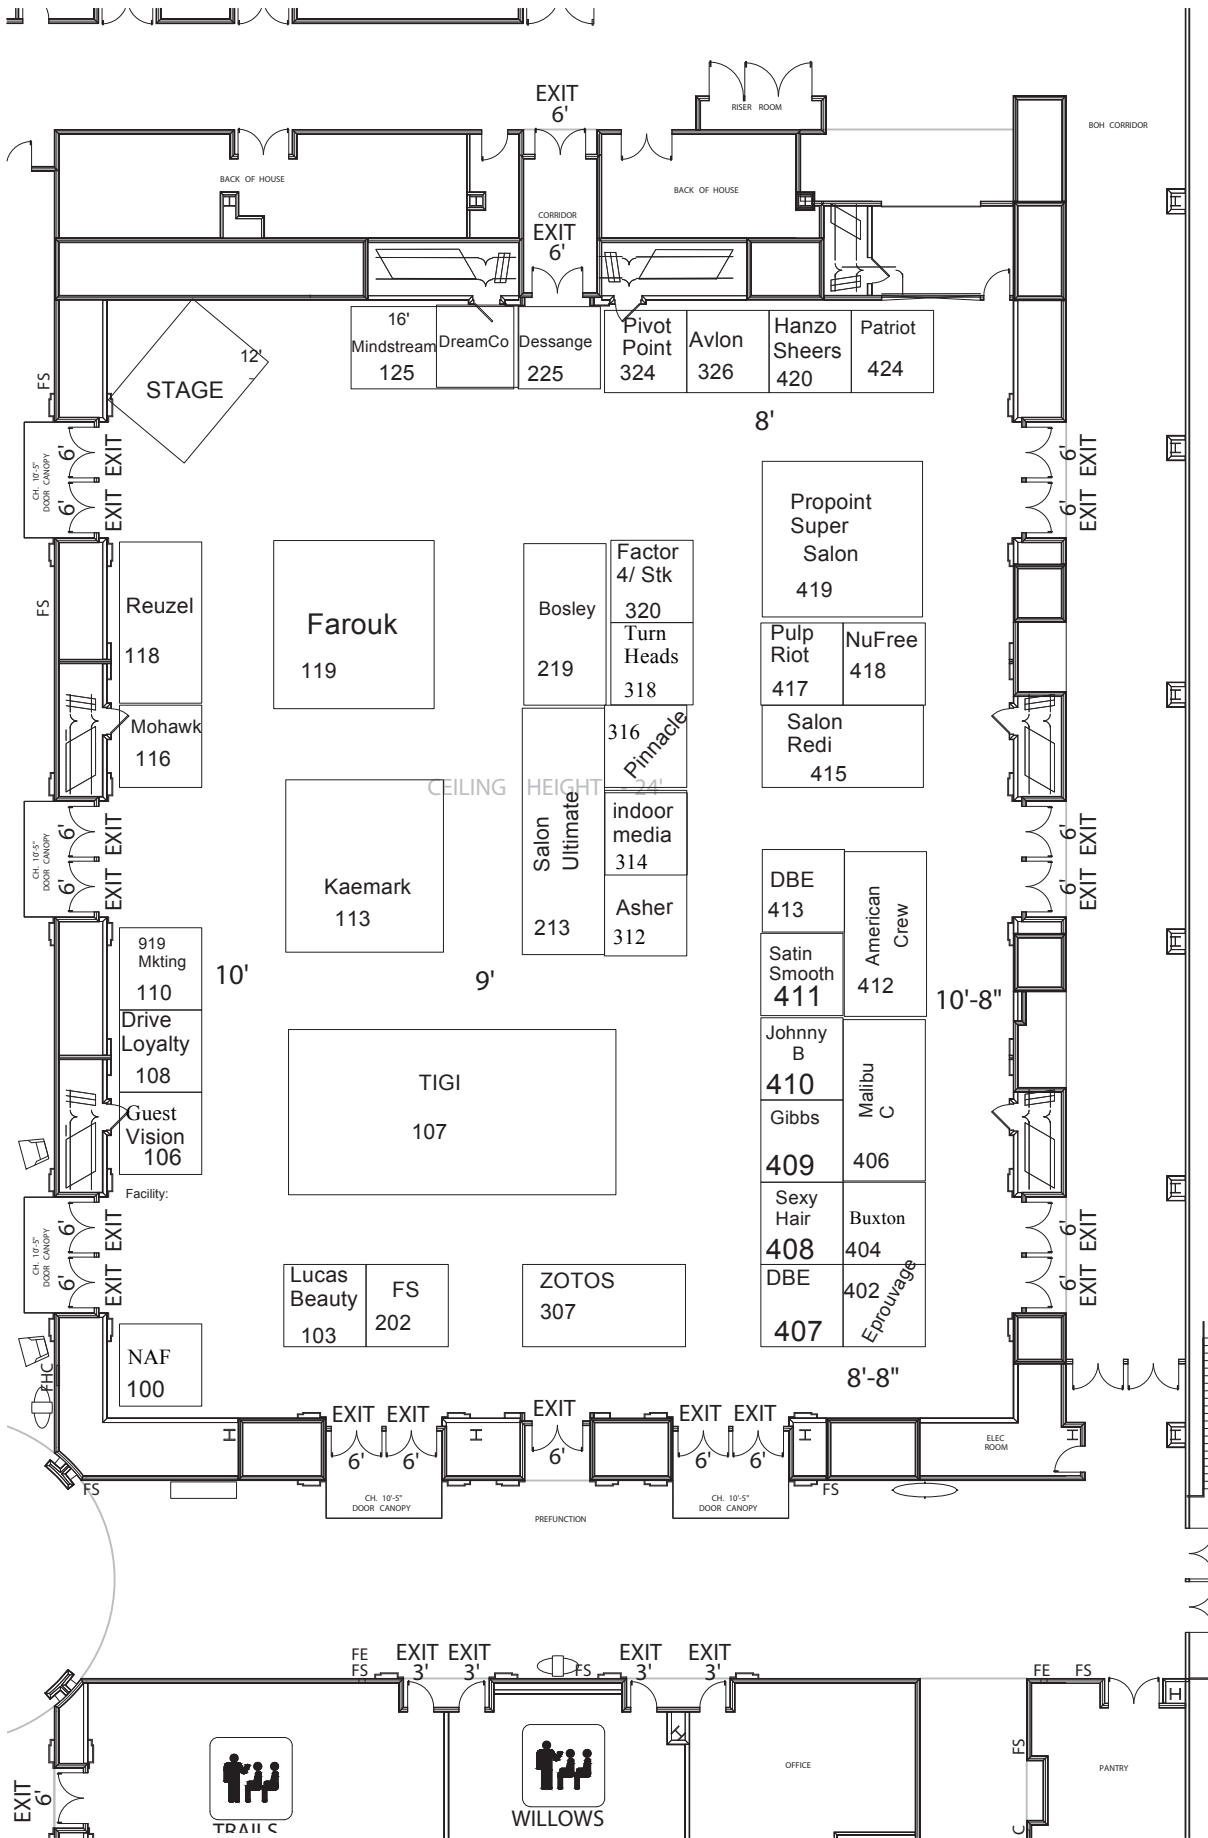 EXIT
6'
RISER ROOM
BOH CORRIDOR
BACK OF HOUSE
BACK OF HOUSE
CORRIDOR
EXIT
6'
H
H
H
H
16'
Mindstream
125
DreamCo
Dessange
225
Pivot
Point
324
Avlon
326
Hanzo
Sheers
420
Patriot
424
12'
STAGE
FS
8'
6'
EXIT
CH. 10'-5"
DOOR CANOPY
6'
EXIT
6'
EXIT
6'
EXIT
H
Propoint
Super
Salon
419
FS
Reuzel
118
Farouk
119
Bosley
219
Factor
4/ Stk
320
Turn
Heads
318
Pulp
Riot
417
NuFree
418
H
Mohawk
116
316
Pinnacle
Salon
Redi
415
CEILING HEIGHT - 24'
6'
EXIT
CH. 10'-5"
DOOR CANOPY
6'
EXIT
Kaemark
113
Salon
Ultimate
213
indoor
media
314
Asher
312
DBE
413
American
Crew
412
6'
EXIT
6'
EXIT
H
919
Mkting
110
10'
9'
Satin
Smooth
411
10'-8"
Drive
Loyalty
108
TIGI
107
Johnny
B
410
Malibu
C
406
Guest
Vision
106
Gibbs
409
Facility:
H
6'
EXIT
CH. 10'-5"
DOOR CANOPY
6'
EXIT
Sexy
Hair
408
Buxton
404
6'
EXIT
6'
EXIT
Lucas
Beauty
103
FS
202
ZOTOS
307
DBE
407
402
Eprouvage
FHC
NAF
100
8'-8"
H
EXIT
6'
EXIT
6'
H
EXIT
6'
EXIT
6'
EXIT
6'
H
ELEC
ROOM
H
H
FS
CH. 10'-5"
DOOR CANOPY
CH. 10'-5"
DOOR CANOPY
FS
PREFUNCTION
FE
FS
EXIT
3'
EXIT
3'
FS
EXIT
3'
EXIT
3'
FE
FS
H
FS
OFFICE
PANTRY
EXIT
6'
TRAILS
WILLOWS
C